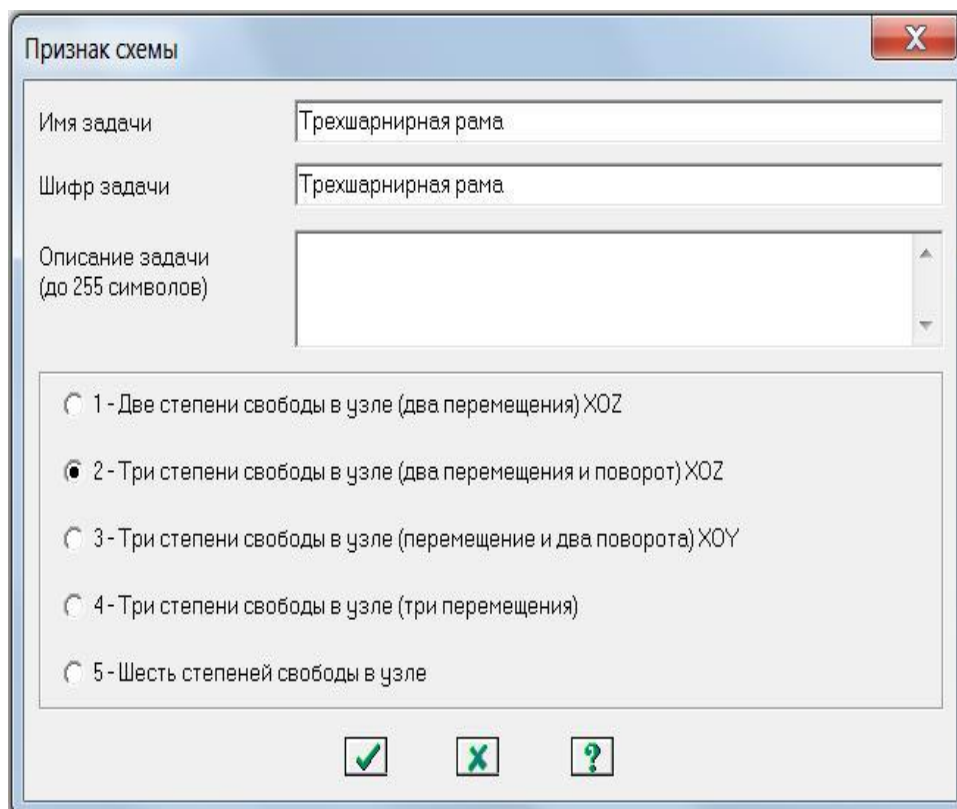 Признак схемы
Имя задачи
Трехшарнирная рама
Шифр задачи
Трехшарнирная рама
Описание задачи
(до 255 символов)
1 - Две степени свободы в узле (два перемещения) XOZ
2 - Три степени свободы в узле (два перемещения и поворот) XOZ
3 - Три степени свободы в узле (перемещение и два поворота) XOY
4 - Три степени свободы в узле (три перемещения)
5 - Шесть степеней свободы в узле